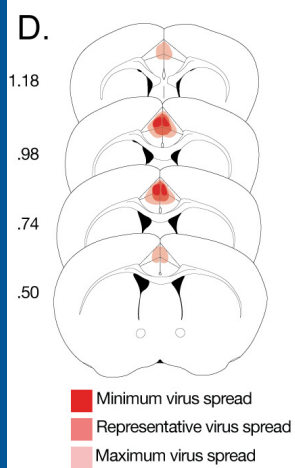 D.
1.18
.98
.74
.50
Minimum virus spread
Representative virus spread
Maximum virus spread